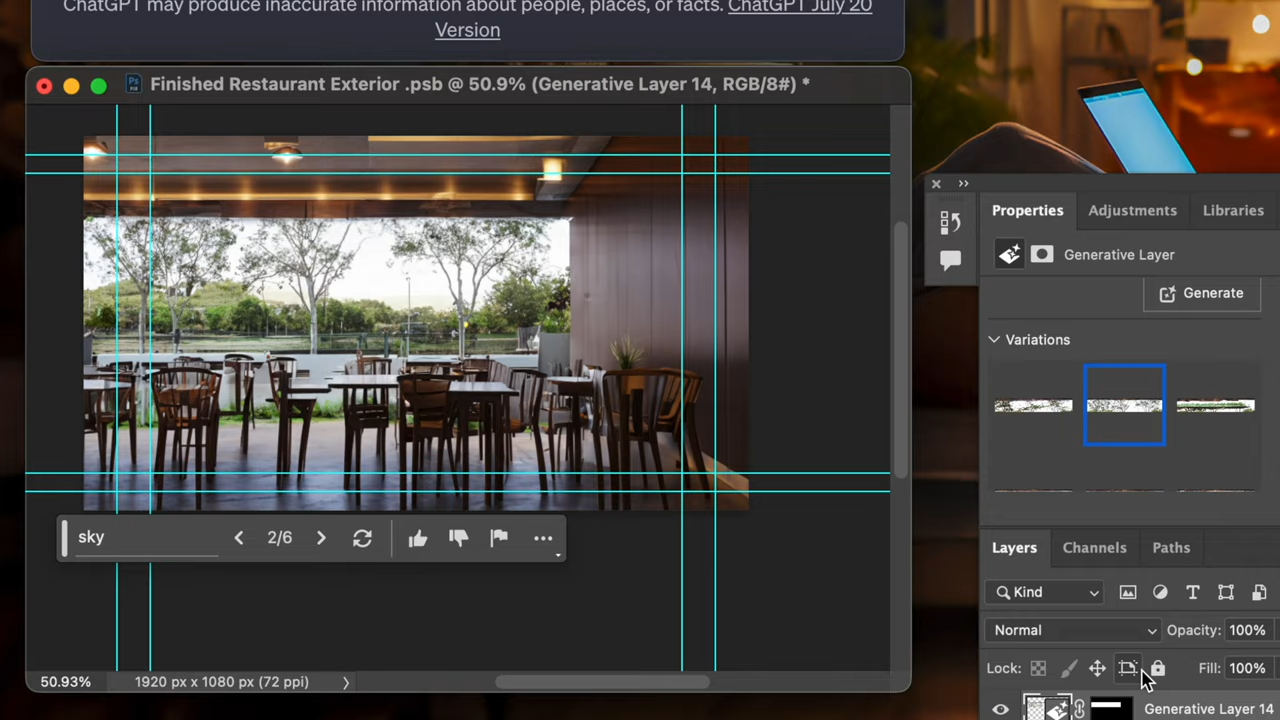 ChatGPT may produce inaccurate information about people, places, or facts. ChatGPT July 20
Version
Ps
Finished Restaurant Exterior .psb @ 50.9% (Generative Layer 14, RGB/8#) *
Properties
Adjustments
Libraries
Generative Layer
Generate
Variations
sky
2/6
Layers
Channels
Paths
Kind
Normal
Opacity: 100%
Lock:
Fill: 100%
50.93%
1920 px x 1080 px (72 ppi)
Generative Layer 14